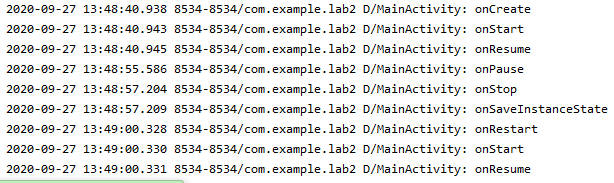 2020-09-27 13:48:40.938 8534-8534/com.example.lab2 D/MainActivity: onCreate
2020-09-27 13:48:40.943 8534-8534/com.example.lab2 D/MainActivity: onStart
2020-09-27 13:48:40.945 8534-8534/com.example.lab2 D/MainActivity: onResume
2020-09-27 13:48:55.586 8534-8534/com.example.lab2 D/MainActivity: onPause
2020-09-27 13:48:57.204 8534-8534/com.example.lab2 D/MainActivity: onStop
2020-09-27 13:48:57.209 8534-8534/com.example.lab2 D/MainActivity: onSaveInstanceState
2020-09-27 13:49:00.328 8534-8534/com.example.lab2 D/MainActivity: onRestart
2020-09-27 13:49:00.330 8534-8534/com.example.lab2 D/MainActivity: onStart
2020-09-27 13:49:00.331 8534-8534/com.example.lab2 D/MainActivity: onResume